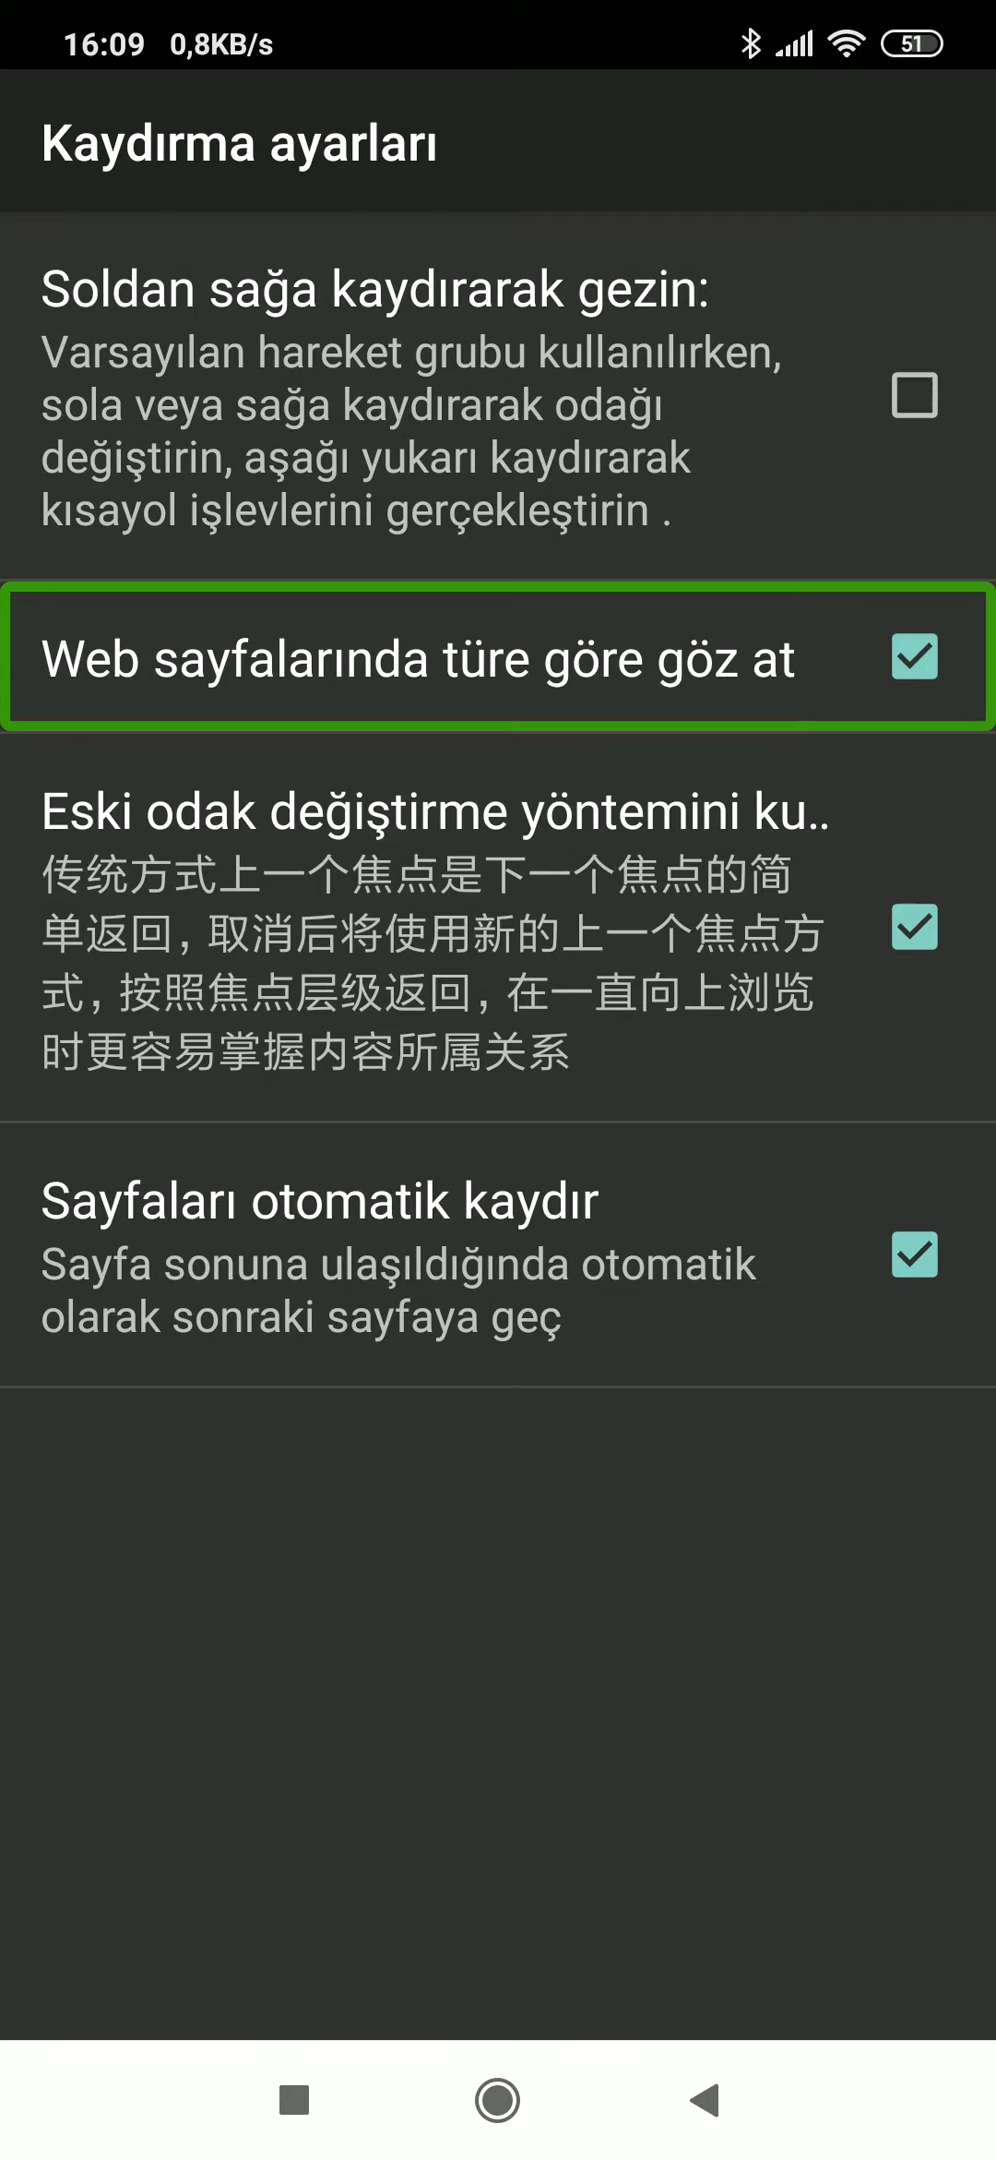 16:09 0,8KB/s 51
Kaydırma ayarları
Soldan sağa kaydırarak gezin:
Varsayılan hareket grubu kullanılırken,
sola veya sağa kaydırarak odağı
değiştirin, aşağı yukarı kaydırarak
kısayol işlevlerini gerçekleştirin .
Web sayfalarında türe göre göz at
Eski odak değiştirme yöntemini ku..
传统方式上一个焦点是下一个焦点的简
单返回，取消后将使用新的上一个焦点方
式，按照焦点层级返回，在一直向上浏览
时更容易掌握内容所属关系
Sayfaları otomatik kaydır
Sayfa sonuna ulaşıldığında otomatik
olarak sonraki sayfaya geç